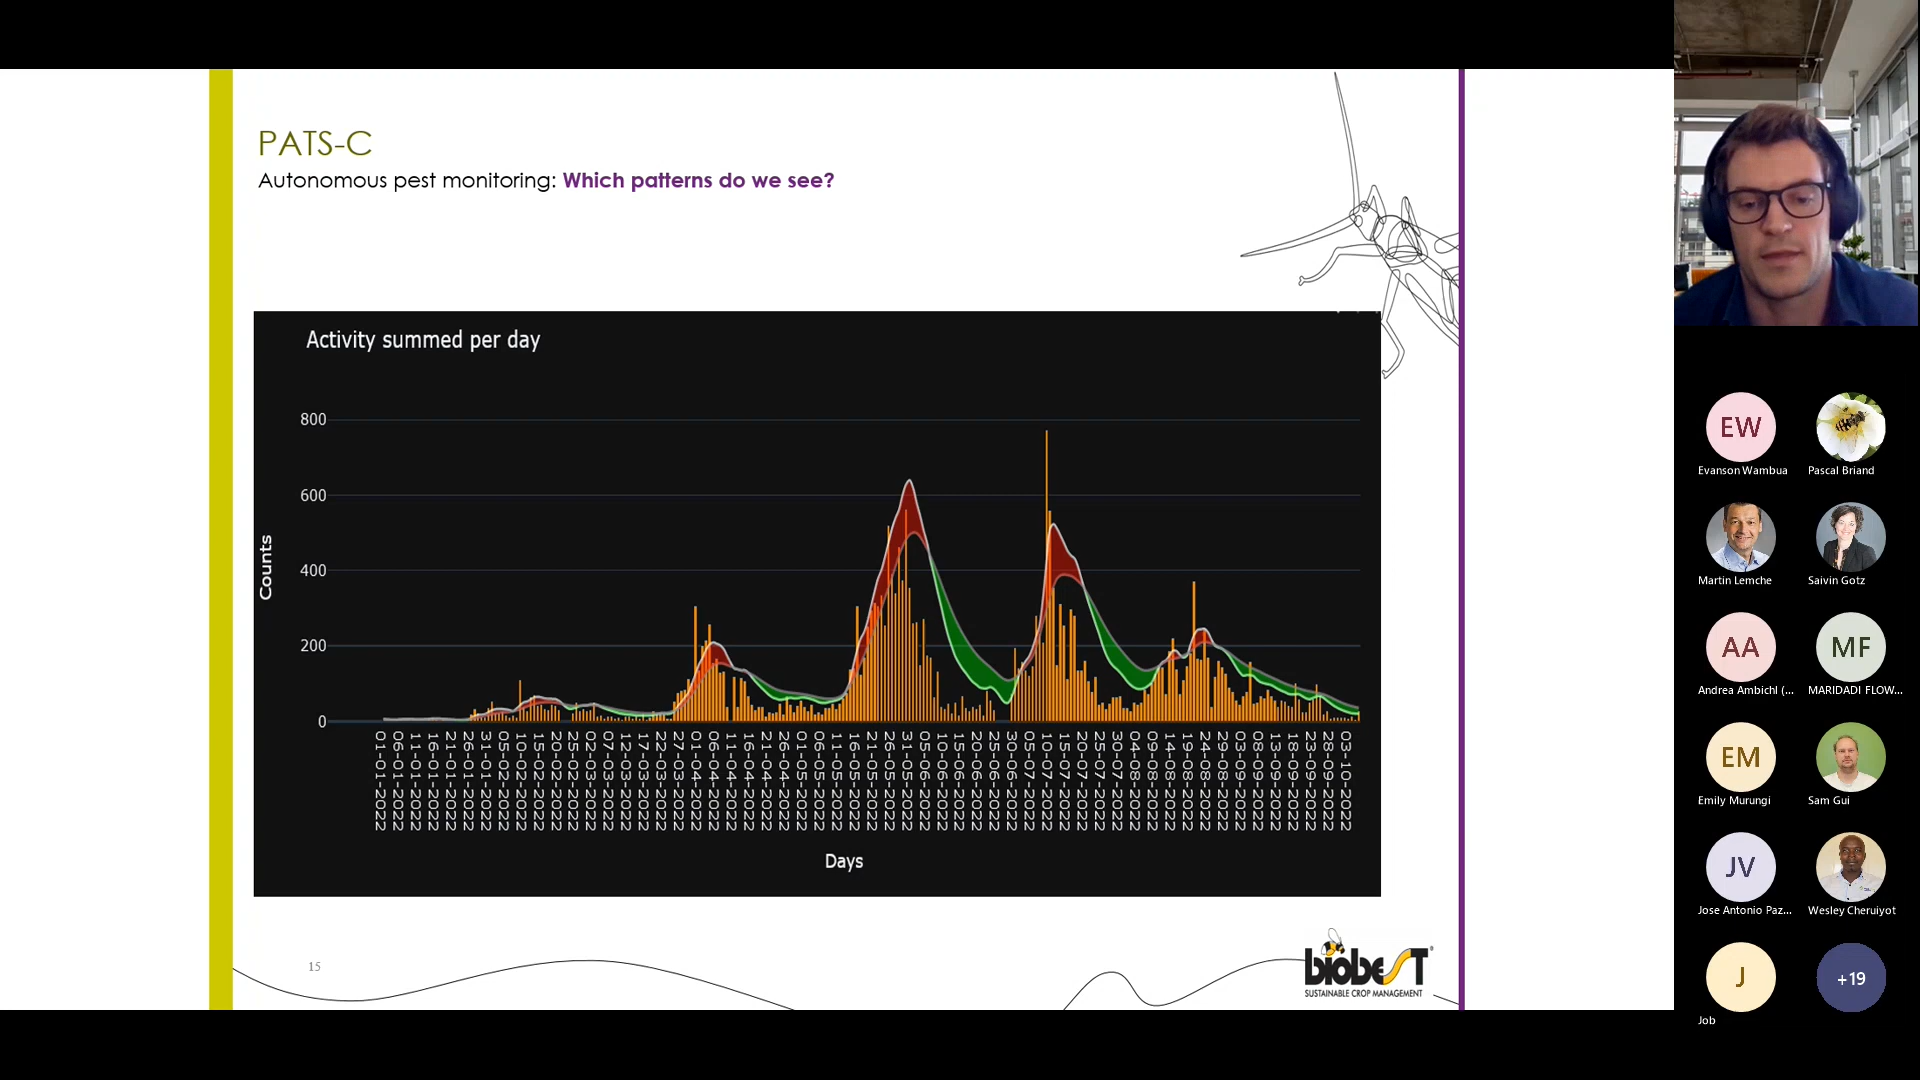 PATS-C
Autonomous pest monitoring: Which patterns do we see?
Activity summed per day
Counts
800
600
400
200
0
01-01-2022
06-01-2022
11-01-2022
16-01-2022
21-01-2022
26-01-2022
31-01-2022
05-02-2022
10-02-2022
15-02-2022
20-02-2022
25-02-2022
02-03-2022
07-03-2022
12-03-2022
17-03-2022
22-03-2022
27-03-2022
01-04-2022
06-04-2022
11-04-2022
16-04-2022
21-04-2022
26-04-2022
01-05-2022
06-05-2022
11-05-2022
16-05-2022
21-05-2022
26-05-2022
31-05-2022
05-06-2022
10-06-2022
15-06-2022
20-06-2022
25-06-2022
30-06-2022
05-07-2022
10-07-2022
15-07-2022
20-07-2022
25-07-2022
30-07-2022
04-08-2022
09-08-2022
14-08-2022
19-08-2022
24-08-2022
29-08-2022
03-09-2022
08-09-2022
13-09-2022
18-09-2022
23-09-2022
28-09-2022
03-10-2022
Days
15
biobesT®
SUSTAINABLE CROP MANAGEMENT
EW
Evanson Wambua
Pascal Briand
Martin Lemche
Saivin Gotz
AA
Andrea Ambichl (...
MF
MARIDADI FLOW...
EM
Emily Murungi
Sam Gui
JV
Jose Antonio Paz...
Wesley Cheruiyot
J
Job
+19